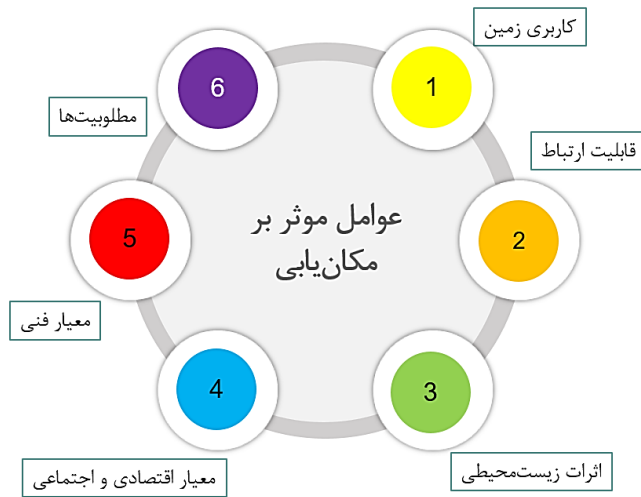 عوامل موثر بر
مکان‌یابی
1
کاربری زمین
2
قابلیت ارتباط
3
اثرات زیست‌محیطی
4
معیار اقتصادی و اجتماعی
5
معیار فنی
6
مطلوبیت‌ها